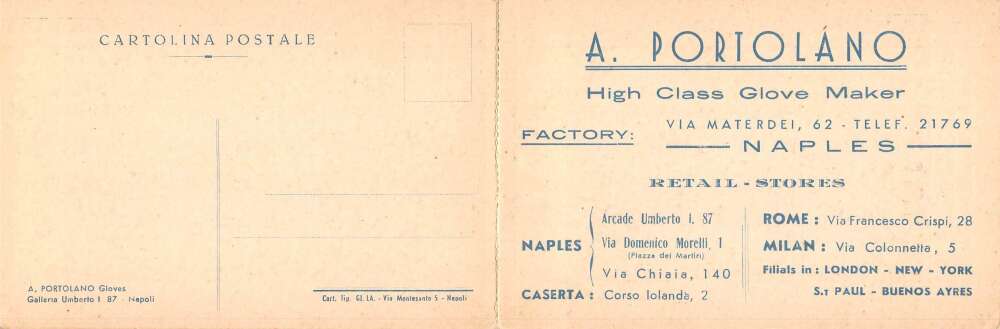 CARTOLINA POSTALE
A. PORTOLANO Gloves
Galleria Umberto I 87 - Napoli
Cart. Tip. GI. LA. - Via Montesanto 5 - Napoli
A. PORTOLÁNO
High Class Glove Maker
FACTORY:
VIA MATERDEI, 62 - TELEF. 21769
NAPLES
RETAIL - STORES
NAPLES
Arcade Umberto I. 87
Via Domenico Morelli, 1
(Piazza dei Martiri)
Via Chiaia, 140
CASERTA : Corso Iolanda, 2
ROME : Via Francesco Crispi, 28
MILAN : Via Colonnetta, 5
Filials in : LONDON - NEW - YORK
S.T PAUL - BUENOS AYRES